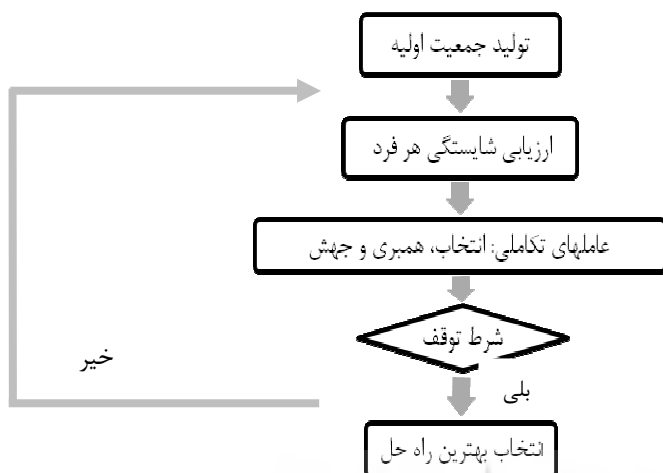 تولید جمعیت اولیه
ارزیابی شایستگی هر فرد
عاملهای تکاملی: انتخاب، همبری و جهش
شرط توقف
خیر
بلی
انتخاب بهترین راه حل